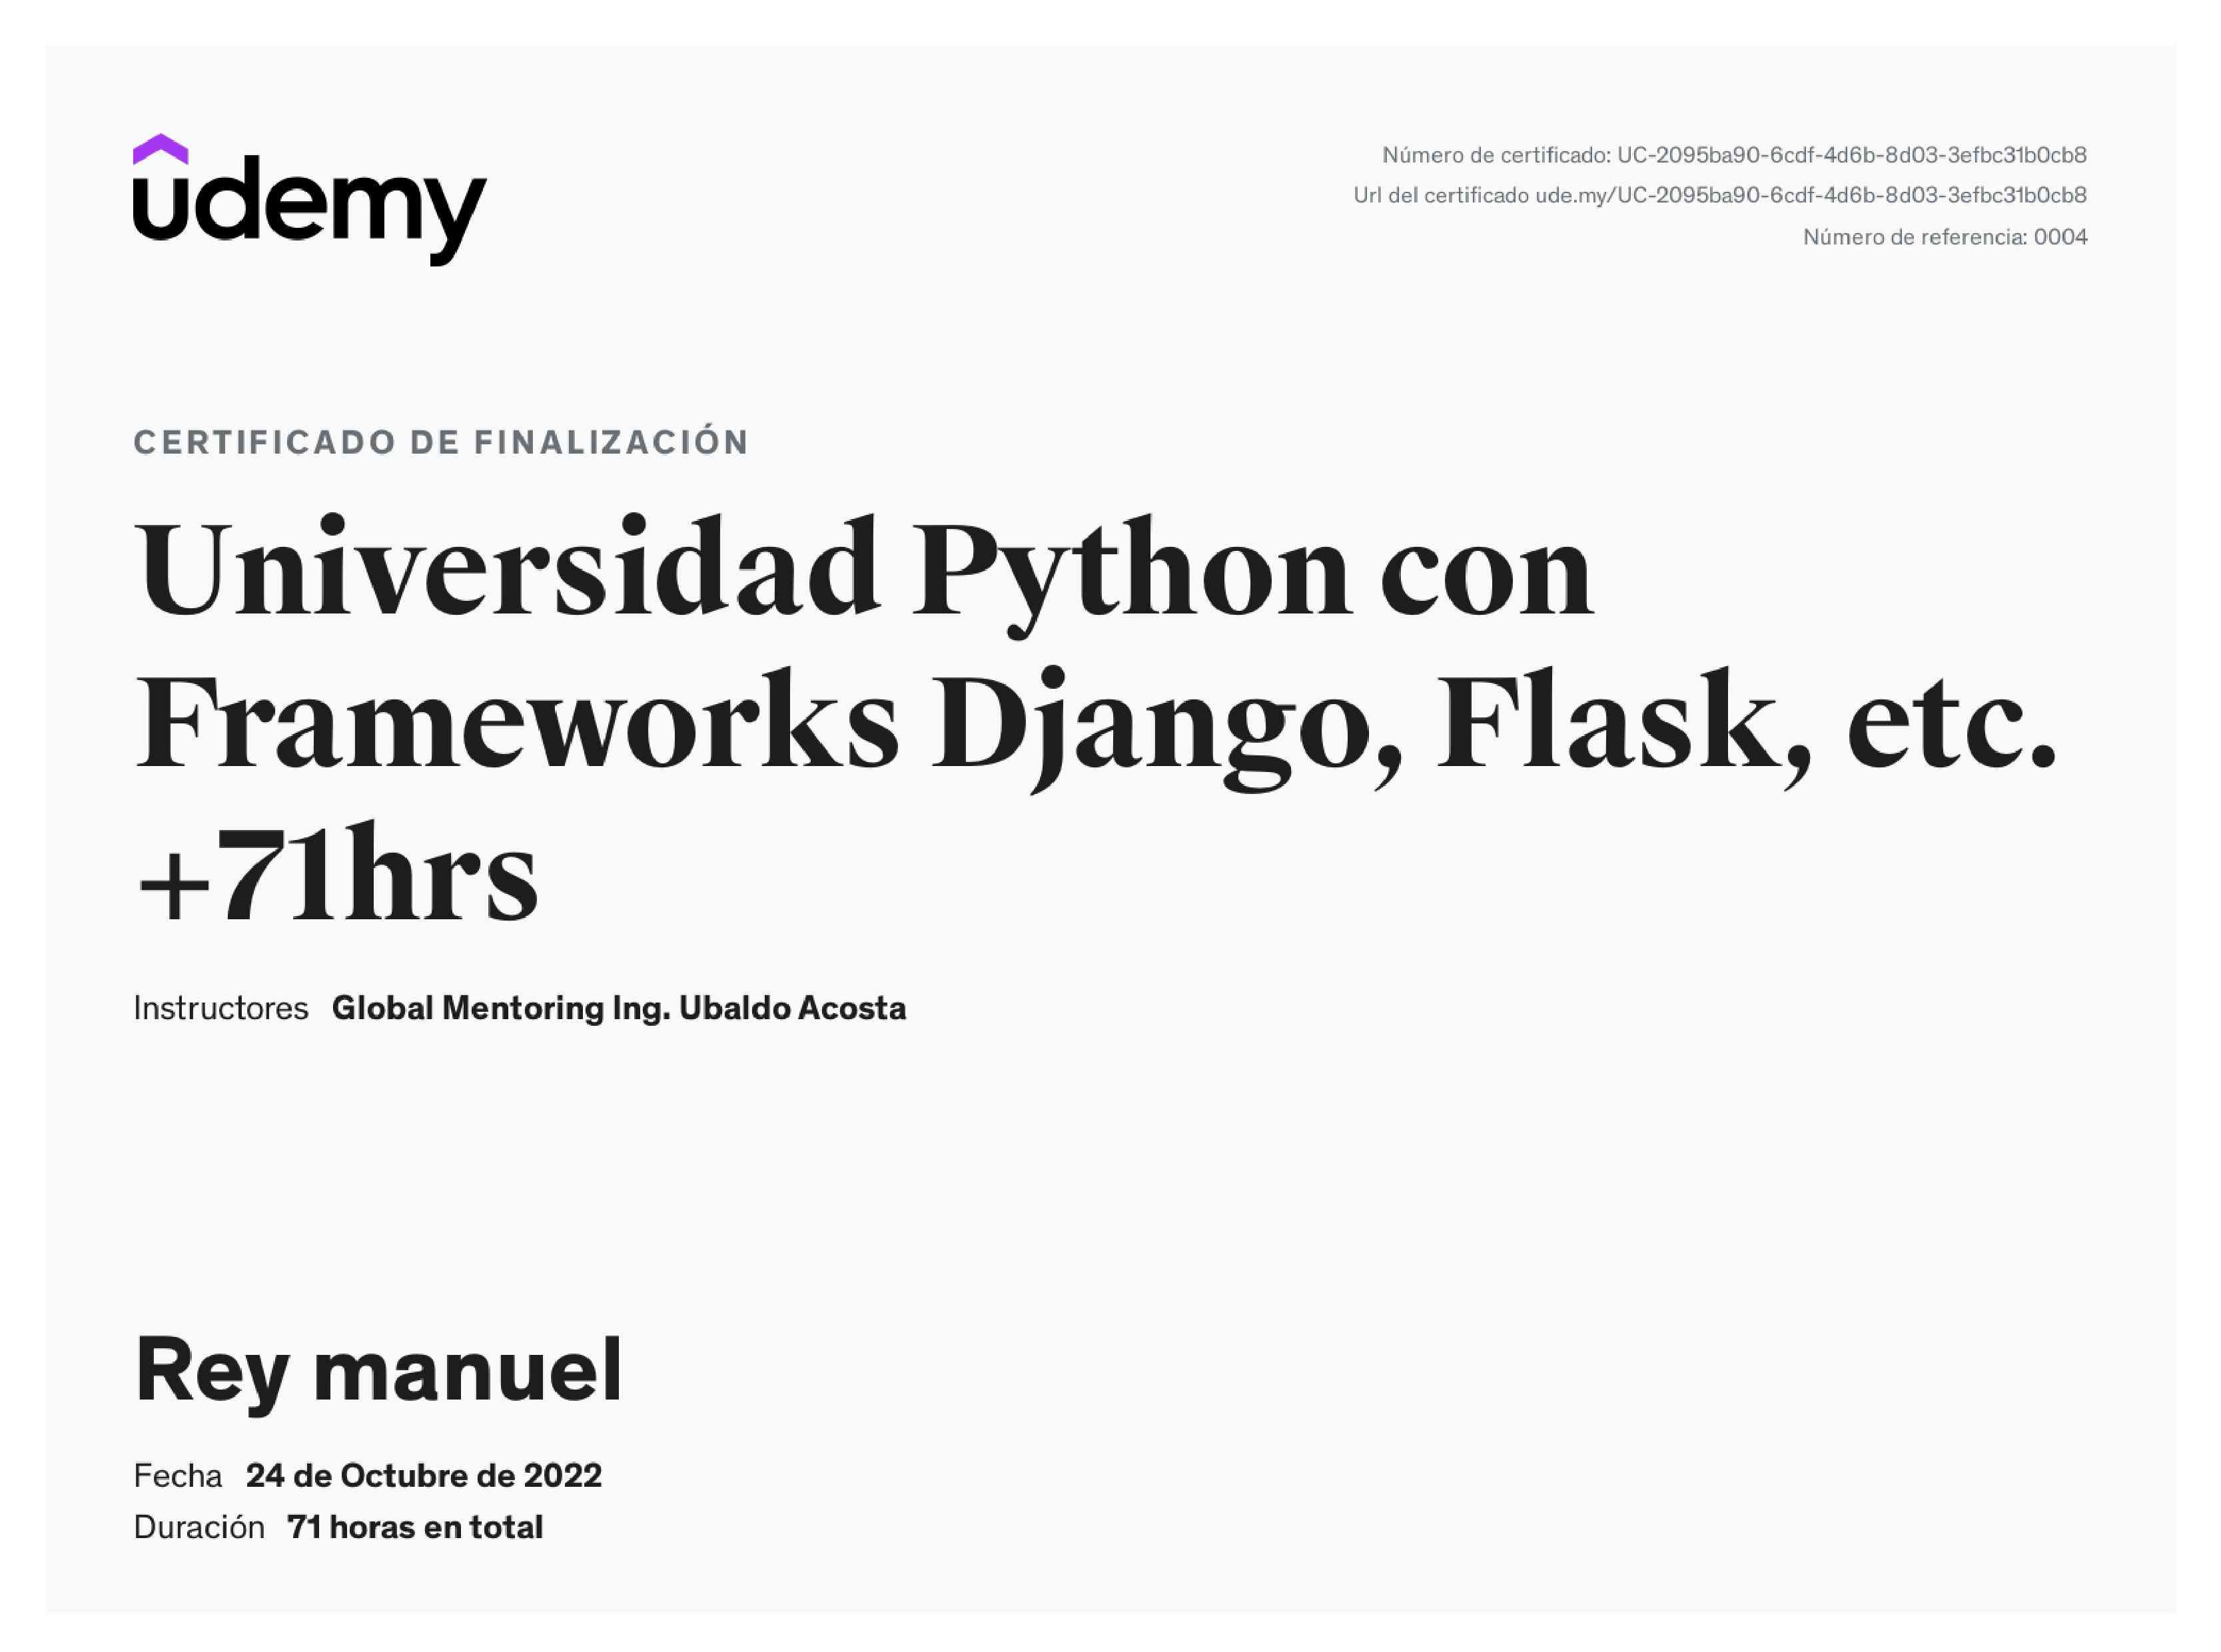 udemy
Número de certificado: UC-2095ba90-6cdf-4d6b-8d03-3efbc31b0cb8
Url del certificado ude.my/UC-2095ba90-6cdf-4d6b-8d03-3efbc31b0cb8
Número de referencia: 0004
CERTIFICADO DE FINALIZACIÓN
Universidad Python con
Frameworks Django, Flask, etc.
+71hrs
Instructores Global Mentoring Ing. Ubaldo Acosta
Rey manuel
Fecha 24 de Octubre de 2022
Duración 71 horas en total